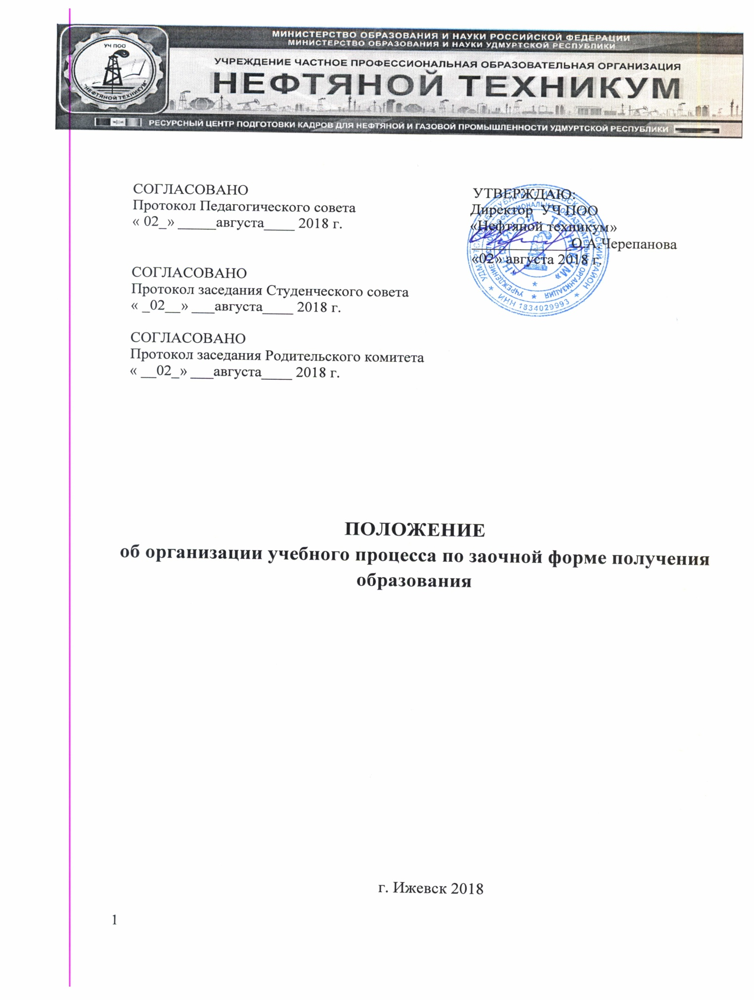 МИНИСТЕРСТВО ОБРАЗОВАНИЯ И НАУКИ РОССИЙСКОЙ ФЕДЕРАЦИИ
МИНИСТЕРСТВО ОБРАЗОВАНИЯ И НАУКИ УДМУРТСКОЙ РЕСПУБЛИКИ
УЧ ПОО
"НЕФТЯНОЙ ТЕХНИКУМ"
УЧРЕЖДЕНИЕ ЧАСТНОЕ ПРОФЕССИОНАЛЬНАЯ ОБРАЗОВАТЕЛЬНАЯ ОРГАНИЗАЦИЯ
НЕФТЯНОЙ ТЕХНИКУМ
РЕСУРСНЫЙ ЦЕНТР ПОДГОТОВКИ КАДРОВ ДЛЯ НЕФТЯНОЙ И ГАЗОВОЙ ПРОМЫШЛЕННОСТИ УДМУРТСКОЙ РЕСПУБЛИКИ
СОГЛАСОВАНО
Протокол Педагогического совета
« 02_» _____августа____ 2018 г.
УТВЕРЖДАЮ:
Директор УЧ ПОО
«Нефтяной техникум»
_____________О.А.Черепанова
«02» августа 2018 г.
«НЕФТЯНОЙ ТЕХНИКУМ»
ИНН 1834029993
СОГЛАСОВАНО
Протокол заседания Студенческого совета
« _02__» ___августа____ 2018 г.
СОГЛАСОВАНО
Протокол заседания Родительского комитета
« __02_» ___августа____ 2018 г.
ПОЛОЖЕНИЕ
об организации учебного процесса по заочной форме получения
образования
г. Ижевск 2018
1